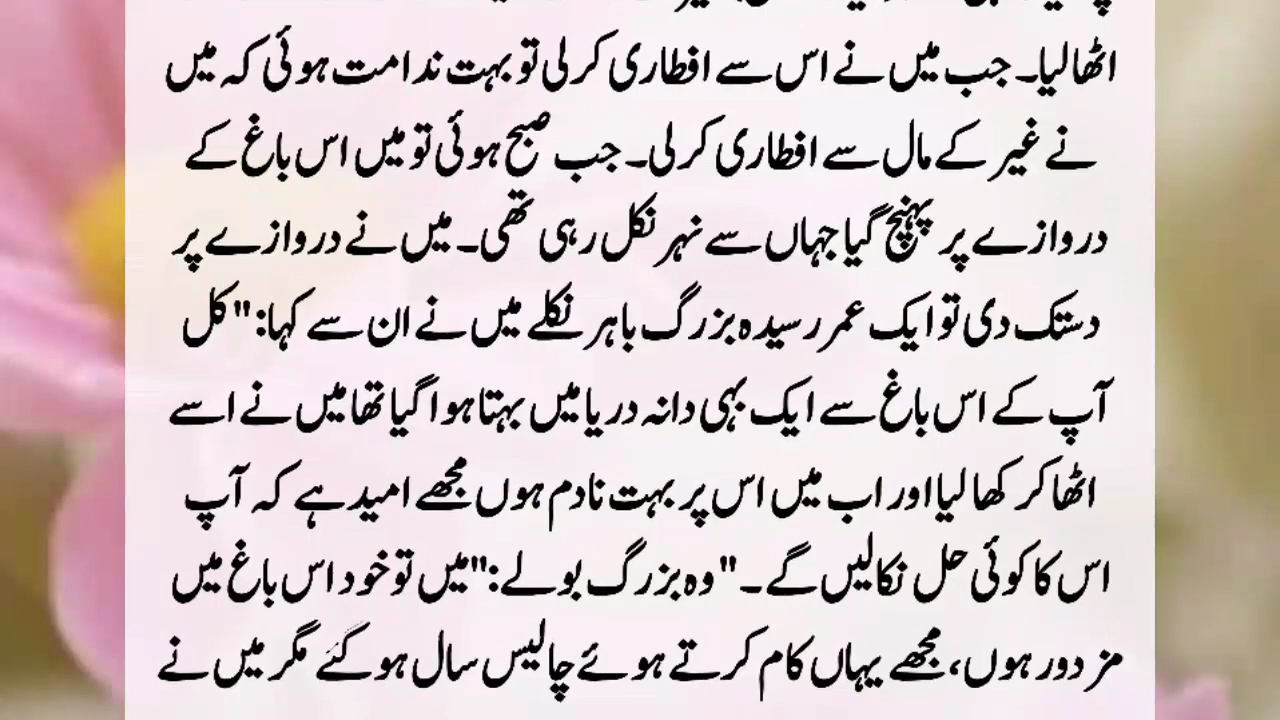 اٹھالیا۔ جب میں نے اس سے افطاری کرلی تو بہت ندامت ہوئی کہ میں
نے غیر کے مال سے افطاری کرلی۔ جب صبح ہوئی تو میں اس باغ کے
دروازے پر پہنچ گیا جہاں سے نہر نکل رہی تھی۔ میں نے دروازے پر
دستک دی تو ایک عمر رسیدہ بزرگ باہر نکلے میں نے ان سے کہا: "کل
آپ کے اس باغ سے ایک بہی دانہ دریا میں بہتا ہوا گیا تھا میں نے اسے
اٹھا کر کھالیا اور اب میں اس پر بہت نادم ہوں مجھے امید ہے کہ آپ
اس کا کوئی حل نکالیں گے۔" وہ بزرگ بولے: "میں تو خود اس باغ میں
مزدور ہوں، مجھے یہاں کام کرتے ہوئے چالیس سال ہوگئے مگر میں نے